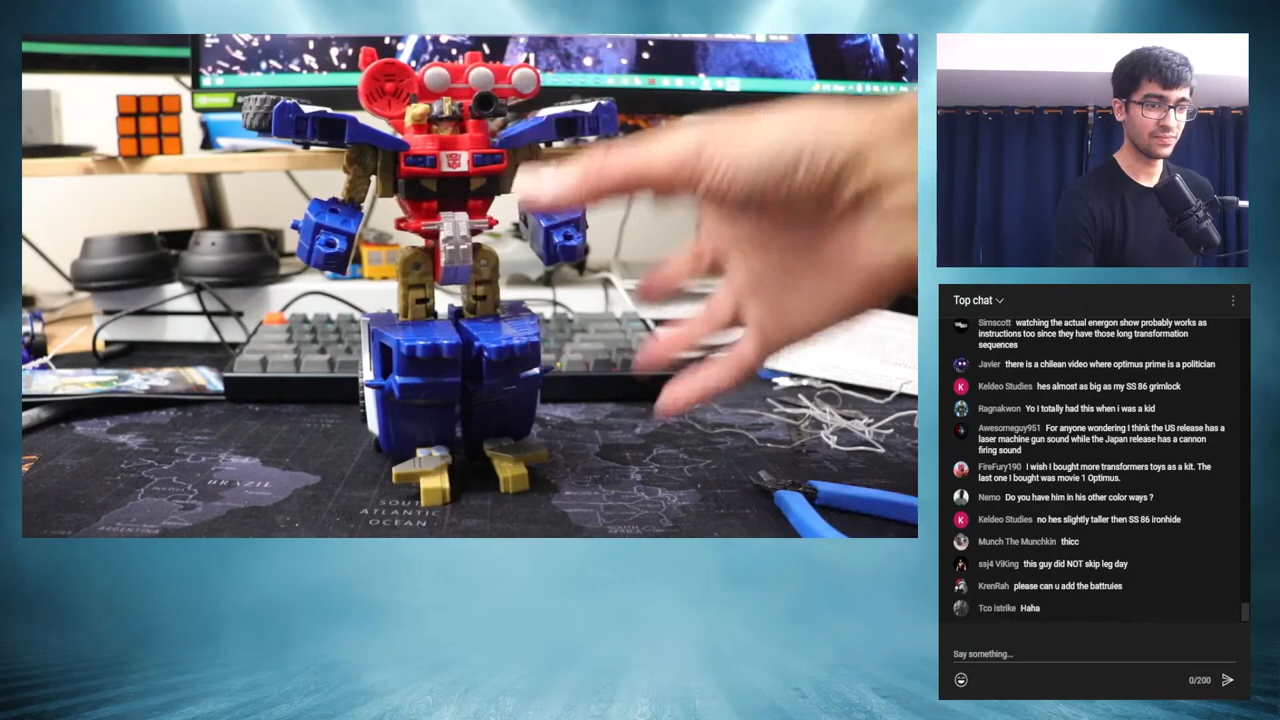 BRAZIL
SOUTH
ATLANTIC
OCEAN
Top chat
Simscott watching the actual energon show probably works as
instructions too since they have those long transformation
sequences
Javier there is a chilean video where optimus prime is a politician
K Keldeo Studies hes almost as big as my SS 86 grimlock
Ragnakwon Yo I totally had this when i was a kid
Awesomeguy951 For anyone wondering I think the US release has a
laser machine gun sound while the Japan release has a cannon
firing sound
FireFury190 I wish I bought more transformers toys as a kit. The
last one I bought was movie 1 Optimus.
Nemo Do you have him in his other color ways ?
K Keldeo Studies no hes slightly taller then SS 86 ironhide
Munch The Munchkin thicc
ssj4 ViKing this guy did NOT skip leg day
KrenRah please can u add the battruies
Tco istrike Haha
Say something...
0/200